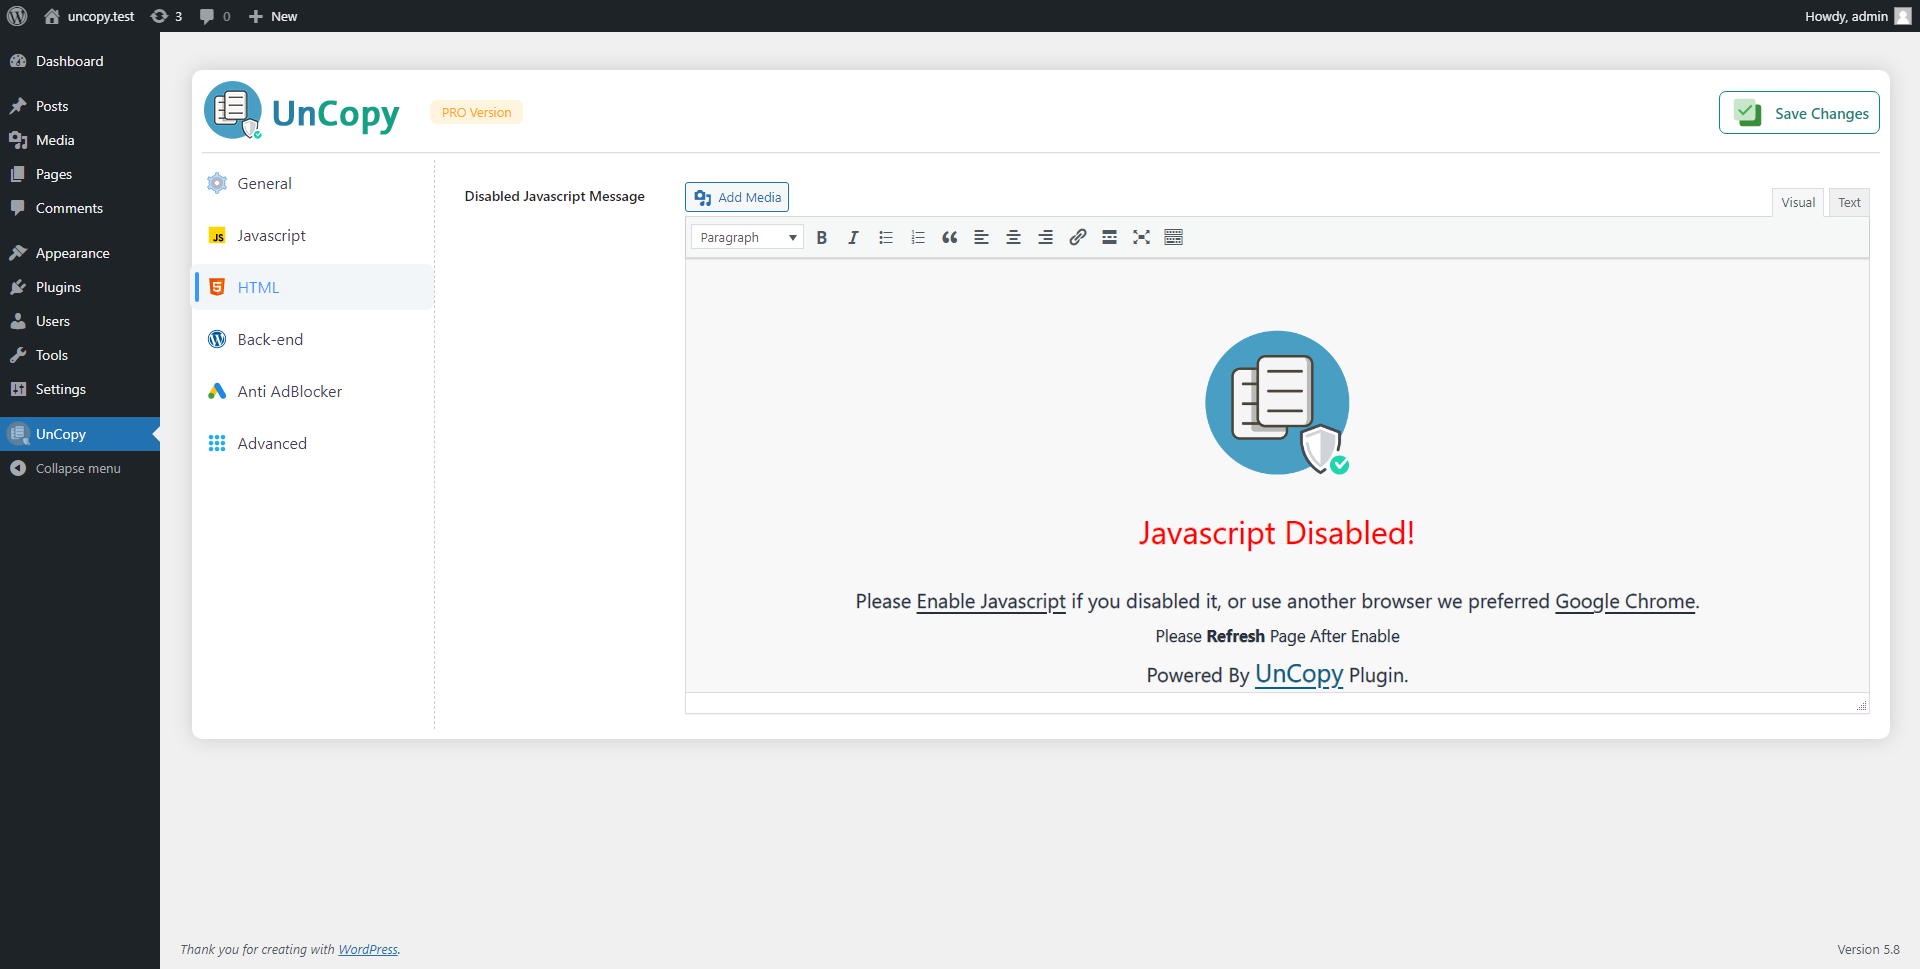 uncopy.test 3 0 New Howdy, admin
Dashboard
Posts
Media
Pages
Comments
Appearance
Plugins
Users
Tools
Settings
UnCopy
Collapse menu
UnCopy PRO Version Save Changes
General
Javascript
HTML
Back-end
Anti AdBlocker
Advanced
Disabled Javascript Message
Add Media
Visual Text
Paragraph
Javascript Disabled!
Please Enable Javascript if you disabled it, or use another browser we preferred Google Chrome.
Please Refresh Page After Enable
Powered By UnCopy Plugin.
Thank you for creating with WordPress. Version 5.8